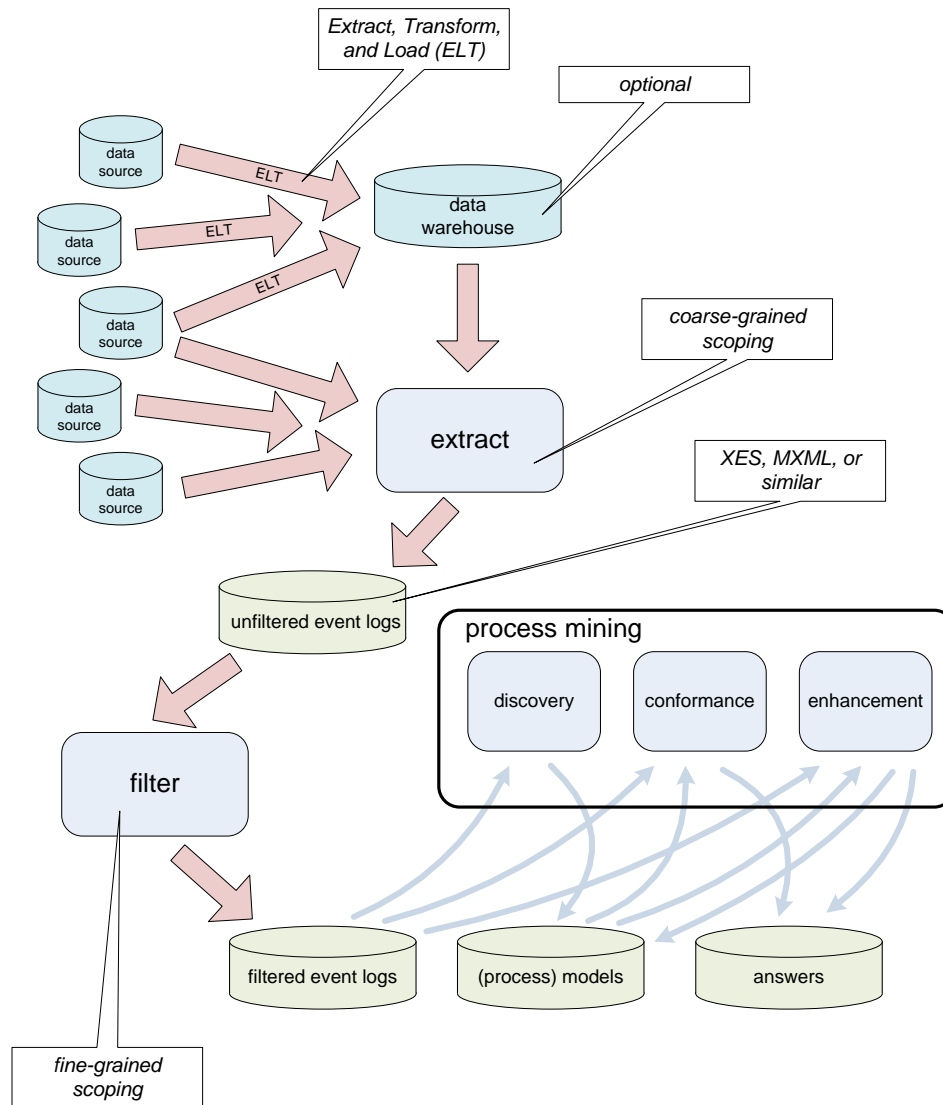 Extract, Transform,
and Load (ELT)
optional
data
source
ELT
data
warehouse
data
source
ELT
ELT
data
source
coarse-grained
scoping
data
source
extract
XES, MXML, or
similar
data
source
unfiltered event logs
process mining
discovery
conformance
enhancement
filter
filtered event logs
(process) models
answers
fine-grained
scoping